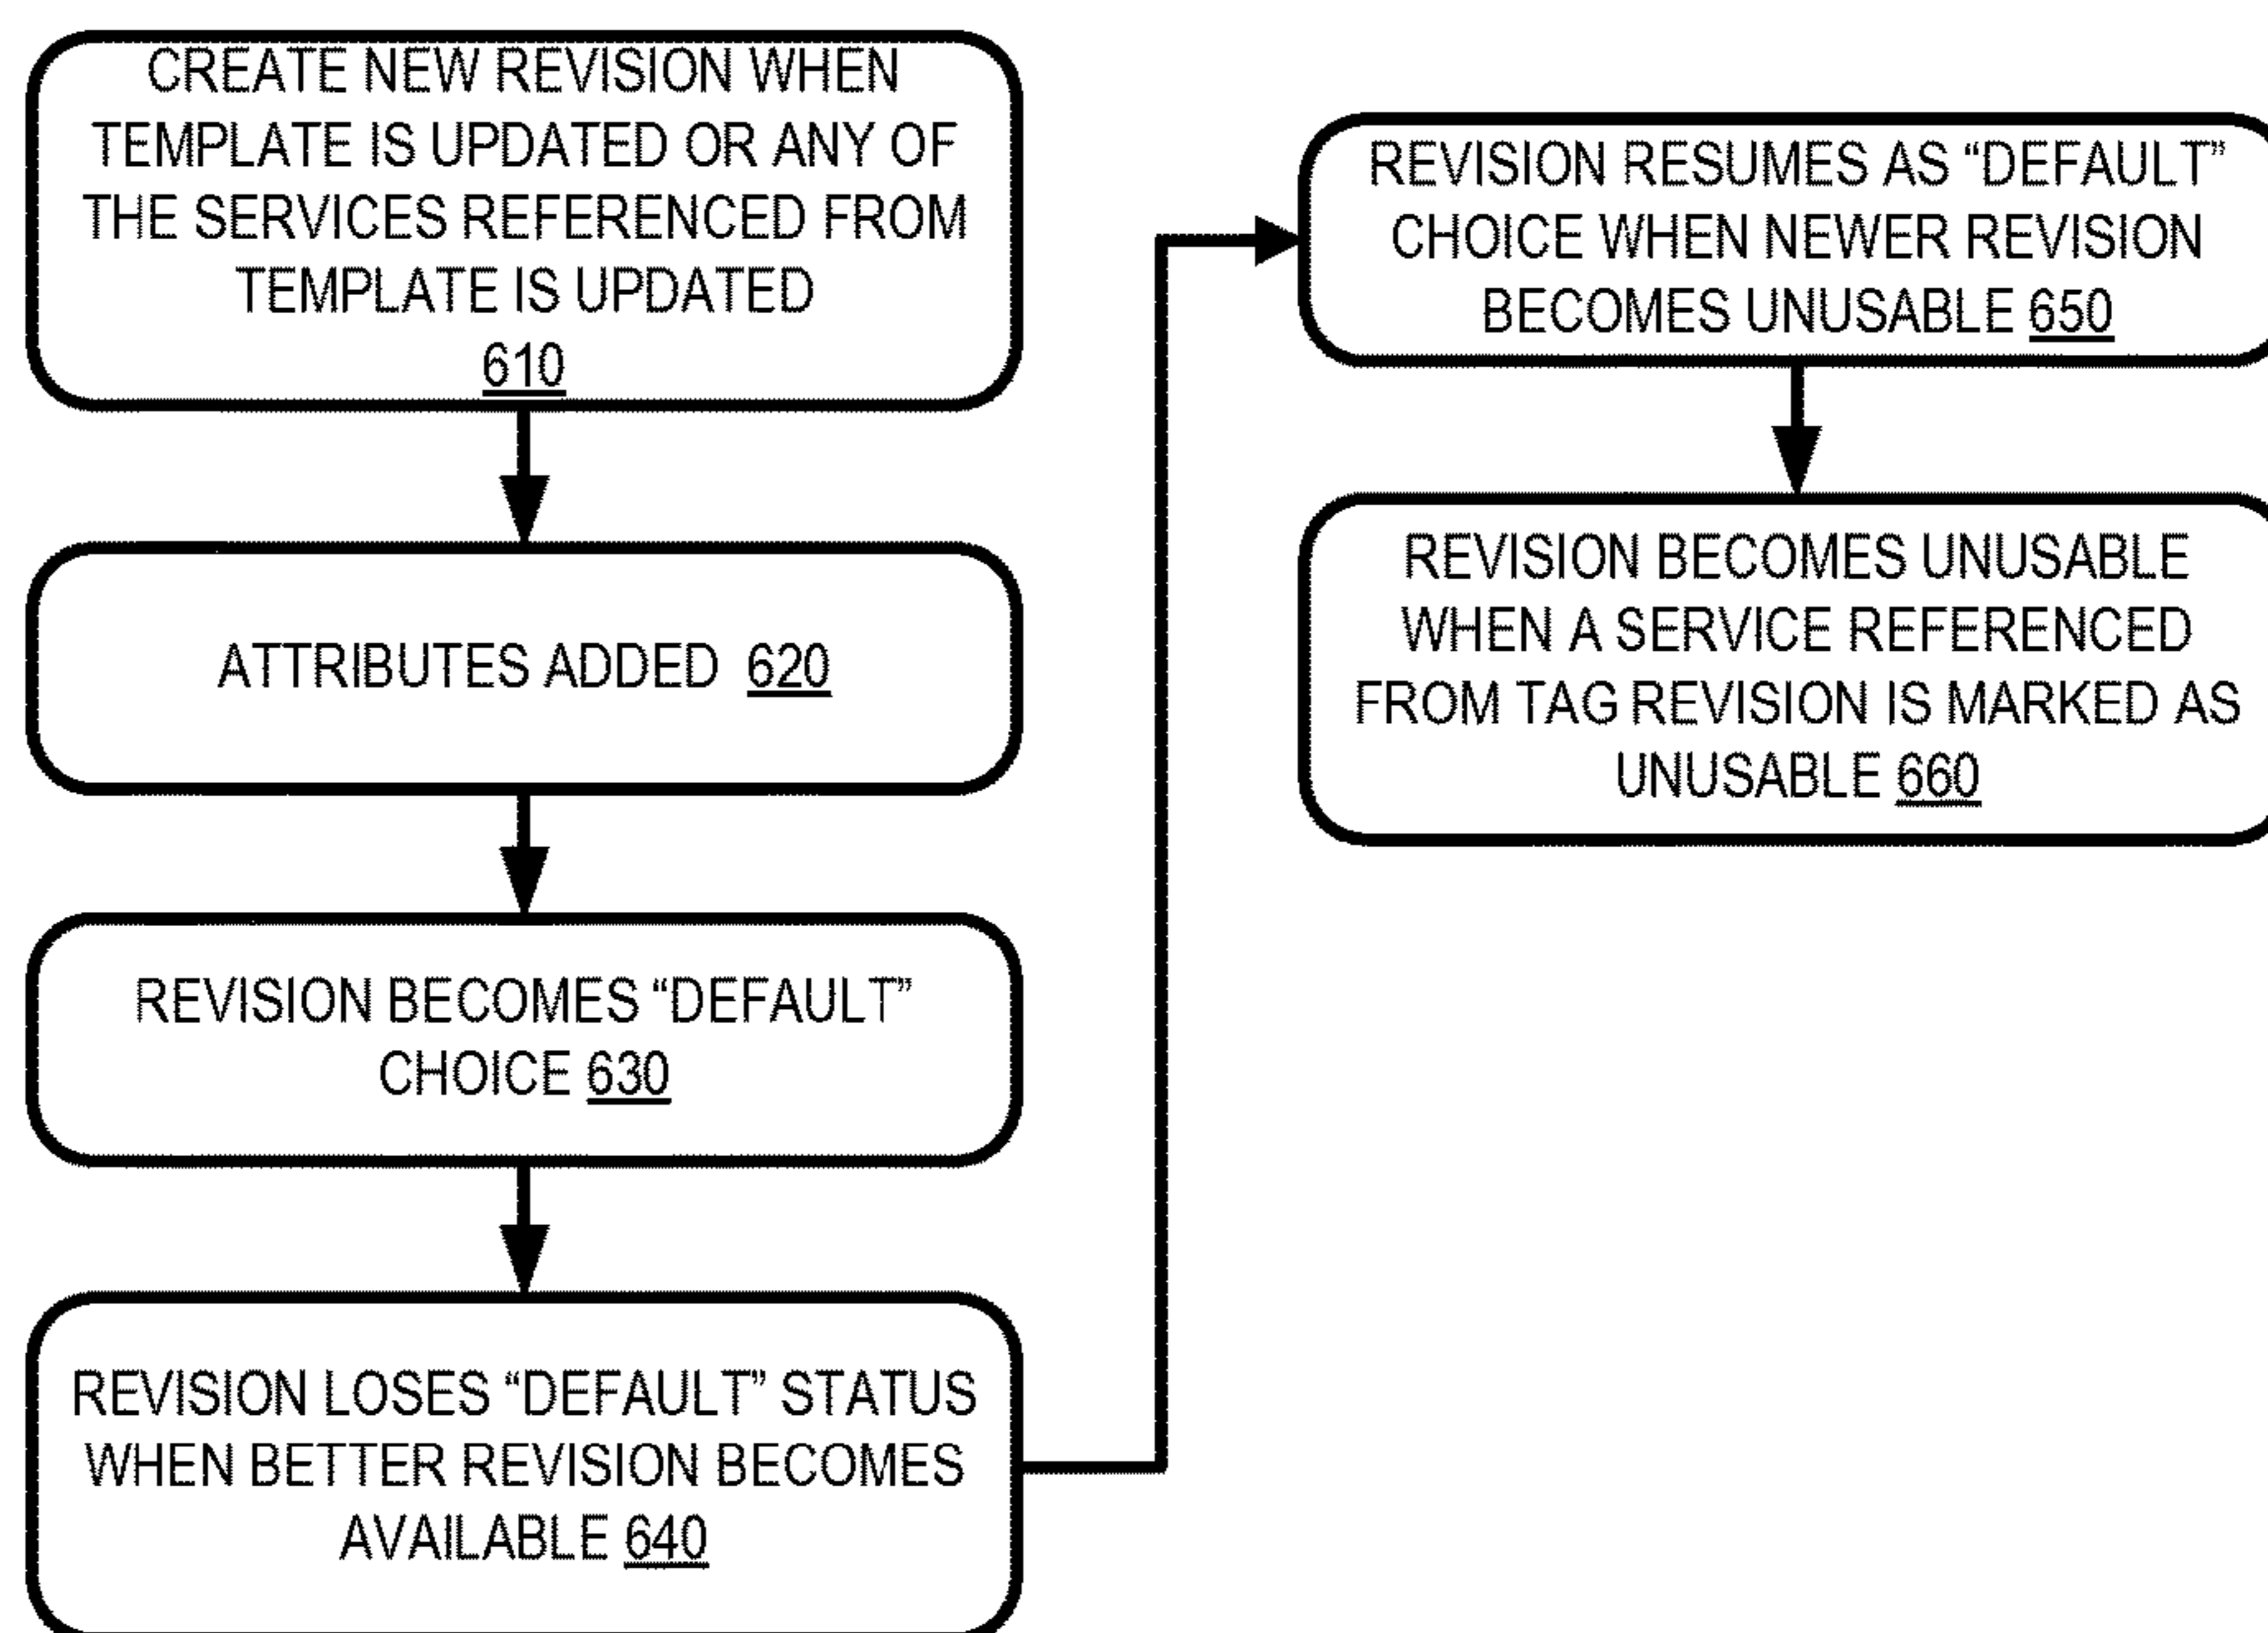 CREATE NEW REVISION WHEN
TEMPLATE IS UPDATED OR ANY OF
THE SERVICES REFERENCED FROM
TEMPLATE IS UPDATED
610
ATTRIBUTES ADDED 620
REVISION BECOMES “DEFAULT”
CHOICE 630
REVISION LOSES “DEFAULT” STATUS
WHEN BETTER REVISION BECOMES
AVAILABLE 640
REVISION RESUMES AS “DEFAULT”
CHOICE WHEN NEWER REVISION
BECOMES UNUSABLE 650
REVISION BECOMES UNUSABLE
WHEN A SERVICE REFERENCED
FROM TAG REVISION IS MARKED AS
UNUSABLE 660